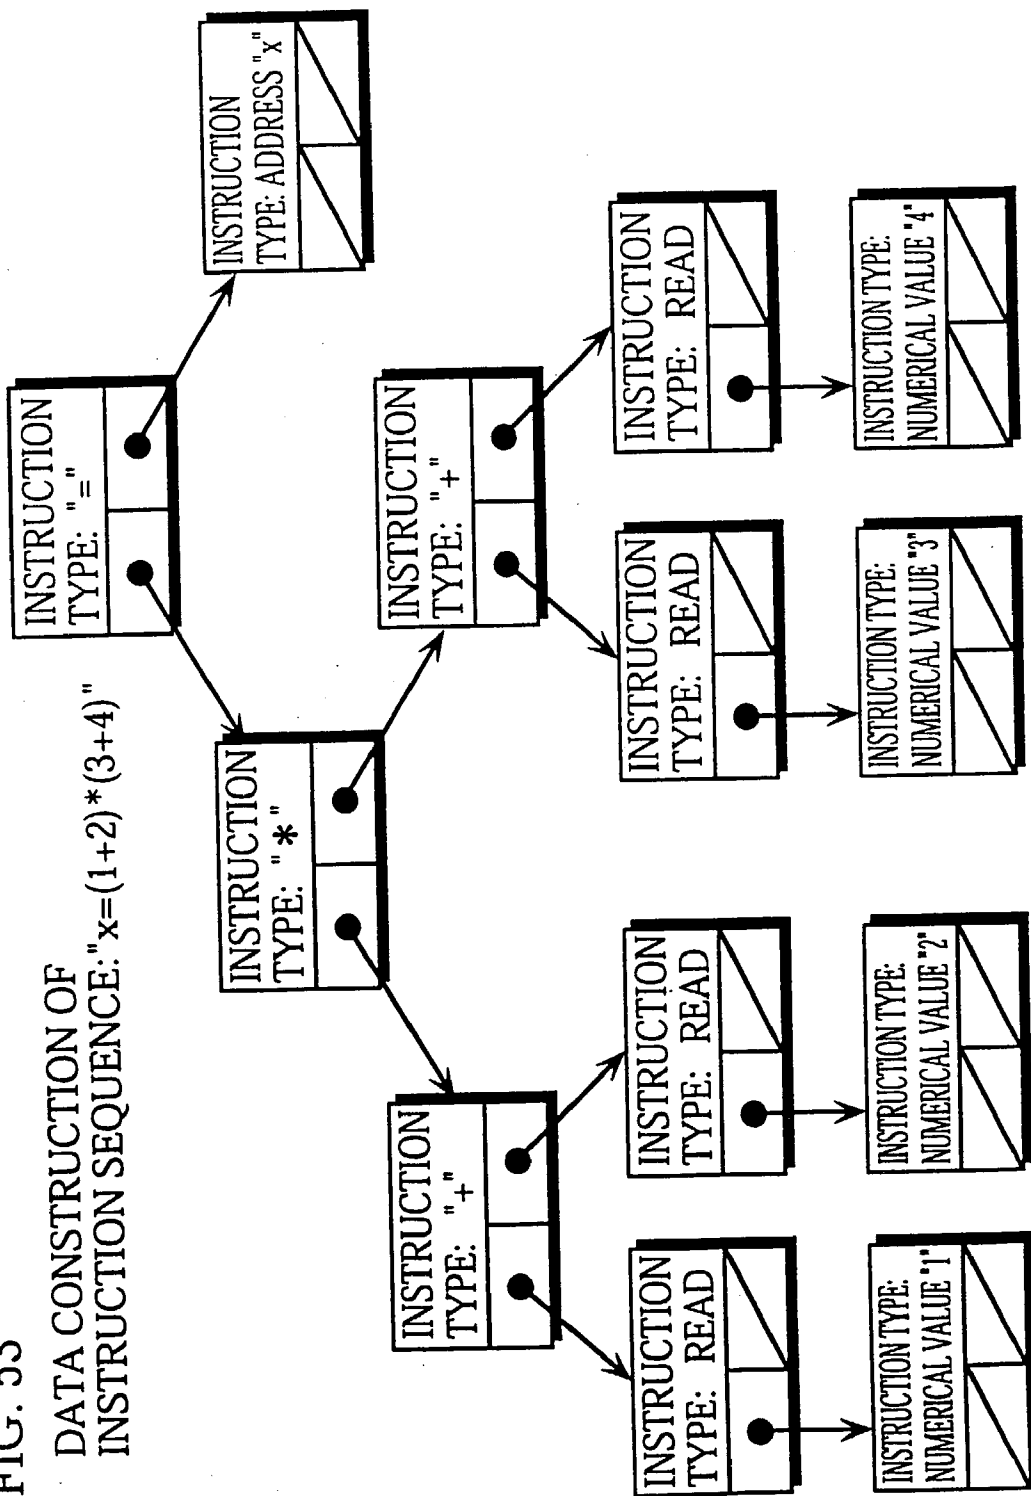 FIG. 53
DATA CONSTRUCTION OF
INSTRUCTION SEQUENCE:"x=(1+2)*(3+4)"
INSTRUCTION
TYPE: "="
INSTRUCTION
TYPE: ADDRESS "x"
INSTRUCTION
TYPE: "*"
INSTRUCTION
TYPE: "+"
INSTRUCTION
TYPE: "+"
INSTRUCTION
TYPE: READ
INSTRUCTION
TYPE: READ
INSTRUCTION
TYPE: READ
INSTRUCTION
TYPE: READ
INSTRUCTION TYPE:
NUMERICAL VALUE "1"
INSTRUCTION TYPE:
NUMERICAL VALUE "2"
INSTRUCTION TYPE:
NUMERICAL VALUE "3"
INSTRUCTION TYPE:
NUMERICAL VALUE "4"